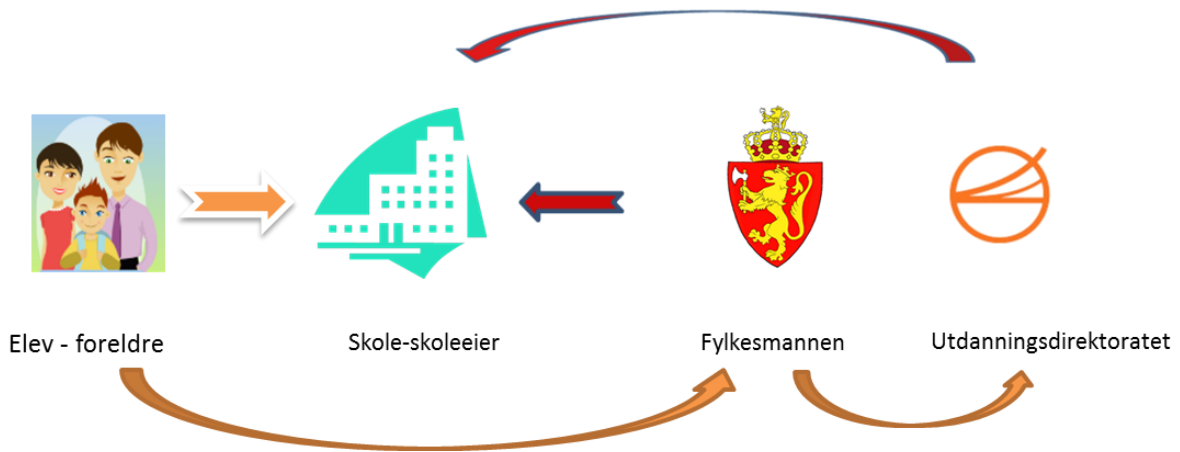 Elev - foreldre
Skole-skoleeier
Fylkesmannen
Utdanningsdirektoratet